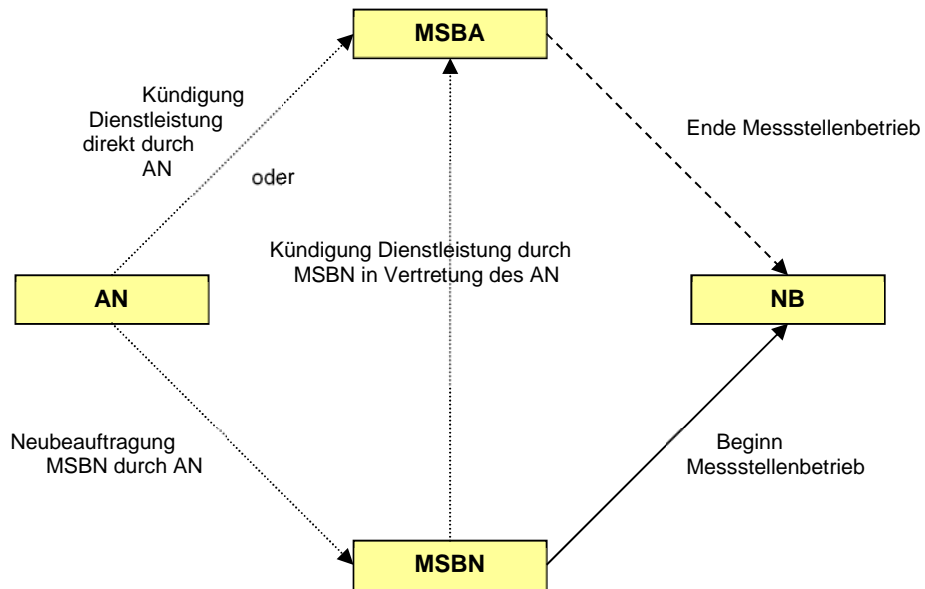 MSBA
Kündigung
Dienstleistung
direkt durch
AN
oder
Ende Messstellenbetrieb
Kündigung Dienstleistung durch
MSBN in Vertretung des AN
AN
NB
Neubeauftragung
MSBN durch AN
Beginn
Messstellenbetrieb
MSBN